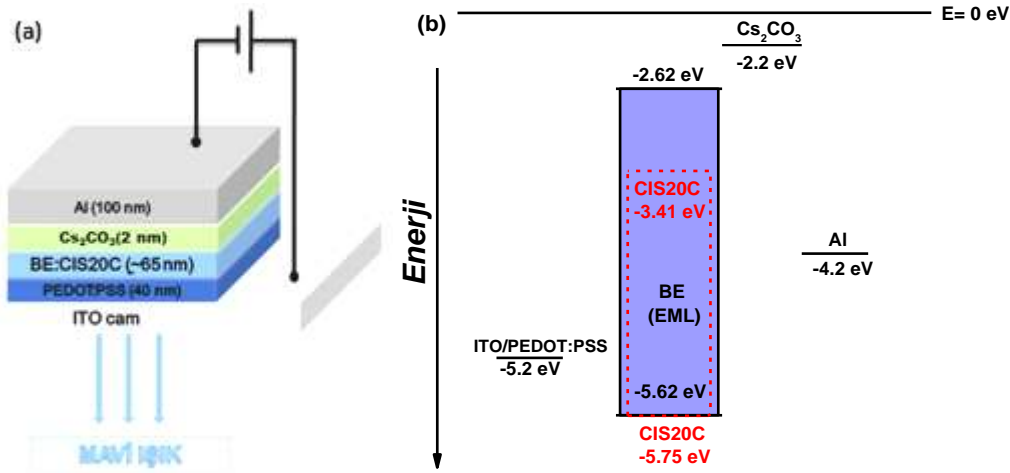 (a)
Al (100 nm)
Cs₂CO₃(2 nm)
BE:CIS20C (~65 nm)
PEDOT:PSS (40 nm)
ITO cam
MAVİ IŞIK
(b)
E= 0 eV
Cs₂CO₃
-2.2 eV
-2.62 eV
Enerji
CIS20C
-3.41 eV
Al
-4.2 eV
BE
(EML)
ITO/PEDOT:PSS
-5.2 eV
-5.62 eV
CIS20C
-5.75 eV